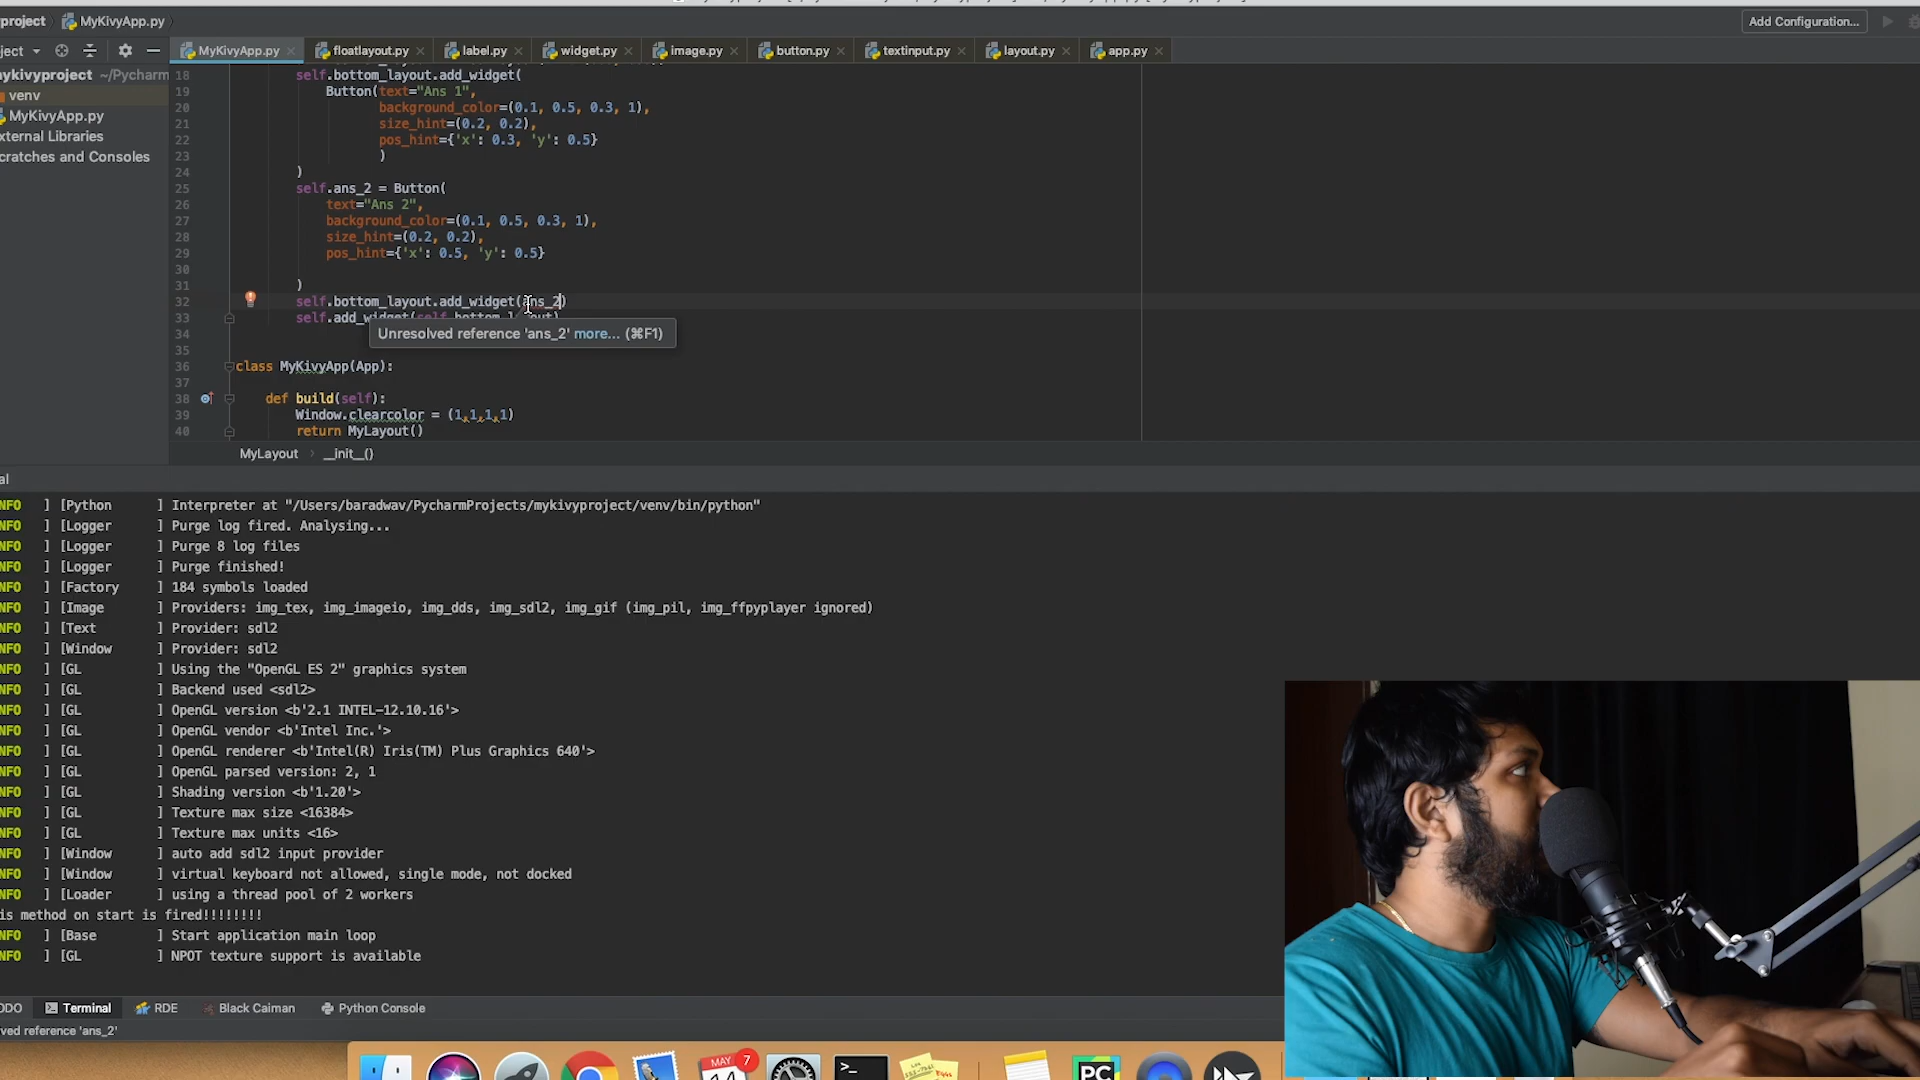 project MyKivyApp.py Add Configuration...
ject MyKivyApp.py floatlayout.py label.py widget.py image.py button.py textinput.py layout.py app.py
mykivyproject ~/Pycharm
venv
MyKivyApp.py
xternal Libraries
cratches and Consoles
18 self.bottom_layout.add_widget(
19 Button(text="Ans 1",
20 background_color=(0.1, 0.5, 0.3, 1),
21 size_hint=(0.2, 0.2),
22 pos_hint={'x': 0.3, 'y': 0.5}
23 )
24 )
25 self.ans_2 = Button(
26 text="Ans 2",
27 background_color=(0.1, 0.5, 0.3, 1),
28 size_hint=(0.2, 0.2),
29 pos_hint={'x': 0.5, 'y': 0.5}
30
31 )
32 self.bottom_layout.add_widget(ans_2)
33 self.add_widget(self.bottom_layout)
Unresolved reference 'ans_2' more... (⌘F1)
34
35
36 class MyKivyApp(App):
37
38 def build(self):
39 Window.clearcolor = (1,1,1,1)
40 return MyLayout()
MyLayout › __init__()
al
NFO ] [Python ] Interpreter at "/Users/baradwav/PycharmProjects/mykivyproject/venv/bin/python"
NFO ] [Logger ] Purge log fired. Analysing...
NFO ] [Logger ] Purge 8 log files
NFO ] [Logger ] Purge finished!
NFO ] [Factory ] 184 symbols loaded
NFO ] [Image ] Providers: img_tex, img_imageio, img_dds, img_sdl2, img_gif (img_pil, img_ffpyplayer ignored)
NFO ] [Text ] Provider: sdl2
NFO ] [Window ] Provider: sdl2
NFO ] [GL ] Using the "OpenGL ES 2" graphics system
NFO ] [GL ] Backend used <sdl2>
NFO ] [GL ] OpenGL version <b'2.1 INTEL-12.10.16'>
NFO ] [GL ] OpenGL vendor <b'Intel Inc.'>
NFO ] [GL ] OpenGL renderer <b'Intel(R) Iris(TM) Plus Graphics 640'>
NFO ] [GL ] OpenGL parsed version: 2, 1
NFO ] [GL ] Shading version <b'1.20'>
NFO ] [GL ] Texture max size <16384>
NFO ] [GL ] Texture max units <16>
NFO ] [Window ] auto add sdl2 input provider
NFO ] [Window ] virtual keyboard not allowed, single mode, not docked
NFO ] [Loader ] using a thread pool of 2 workers
is method on start is fired!!!!!!!!
NFO ] [Base ] Start application main loop
NFO ] [GL ] NPOT texture support is available
ODO Terminal RDE Black Caiman Python Console
ved reference 'ans_2'
MAY 7
>_
PC